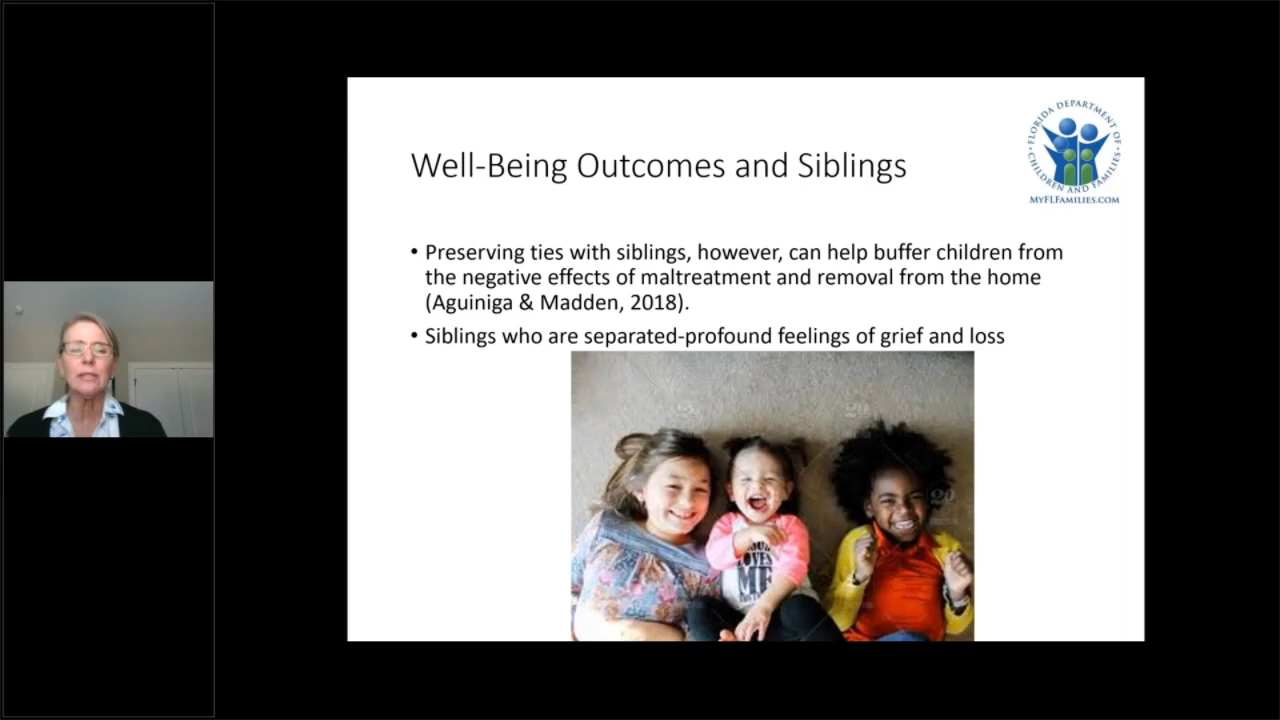 Well-Being Outcomes and Siblings
FLORIDA DEPARTMENT OF
CHILDREN AND FAMILIES
MYFLFAMILIES.COM
• Preserving ties with siblings, however, can help buffer children from
the negative effects of maltreatment and removal from the home
(Aguiniga & Madden, 2018).
• Siblings who are separated-profound feelings of grief and loss
LOVES
ME